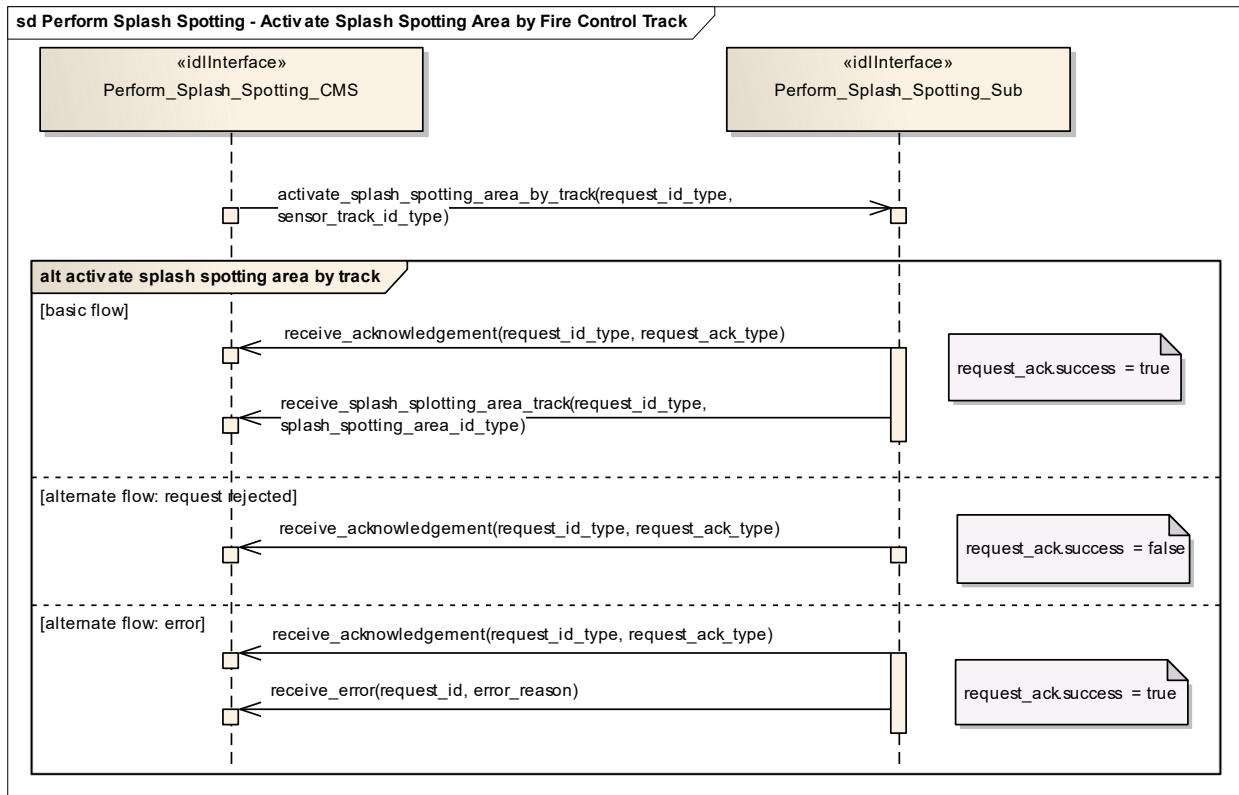 sd Perform Splash Spotting - Activate Splash Spotting Area by Fire Control Track
«idlInterface»
Perform_Splash_Spotting_CMS
«idlInterface»
Perform_Splash_Spotting_Sub
activate_splash_spotting_area_by_track(request_id_type,
sensor_track_id_type)
alt activate splash spotting area by track
[basic flow]
receive_acknowledgement(request_id_type, request_ack_type)
request_ack.success = true
receive_splash_splotting_area_track(request_id_type,
splash_spotting_area_id_type)
[alternate flow: request rejected]
receive_acknowledgement(request_id_type, request_ack_type)
request_ack.success = false
[alternate flow: error]
receive_acknowledgement(request_id_type, request_ack_type)
receive_error(request_id, error_reason)
request_ack.success = true